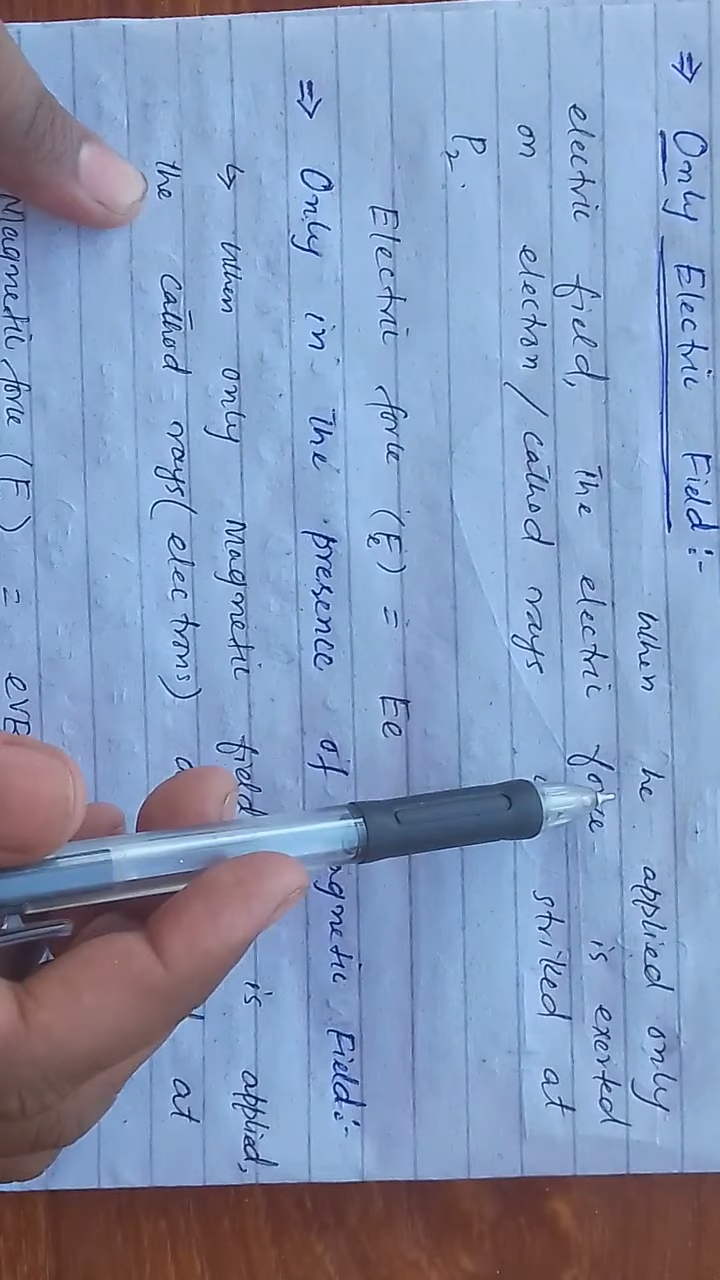 ⇒ Only Electric Field:-
When he applied only
electric field, The electric force is exerted
on electron/cathod rays striked at
P2.
Electric force (FE) = Ee
⇒ Only in The presence of Magnetic Field:-
↳ When only Magnetic field is applied,
the cathod rays (electrons) at
Magnetic force (F) = eVB